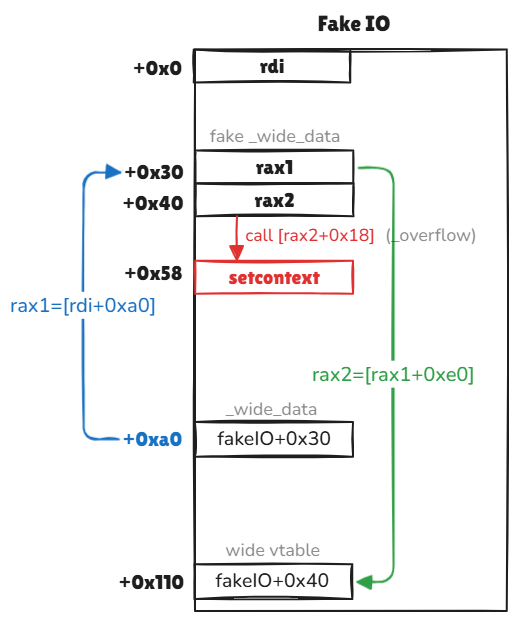 Fake IO
+0x0 rdi
fake _wide_data
+0x30 rax1
+0x40 rax2
call [rax2+0x18] (_overflow)
+0x58 setcontext
rax1=[rdi+0xa0]
rax2=[rax1+0xe0]
_wide_data
+0xa0 fakeIO+0x30
wide vtable
+0x110 fakeIO+0x40